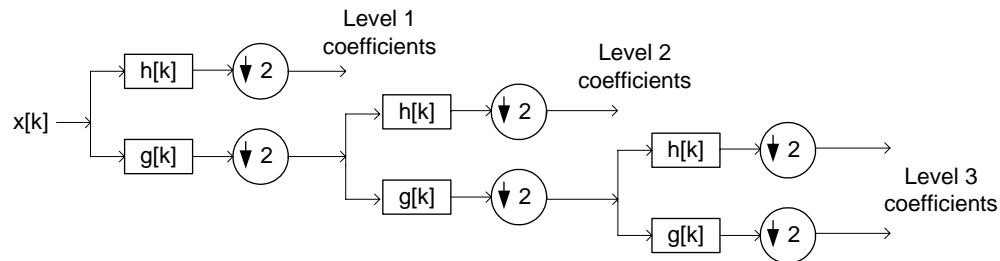 Level 1
coefficients
Level 2
coefficients
h[k]
2
x[k]
h[k]
2
g[k]
2
h[k]
2
Level 3
coefficients
g[k]
2
g[k]
2